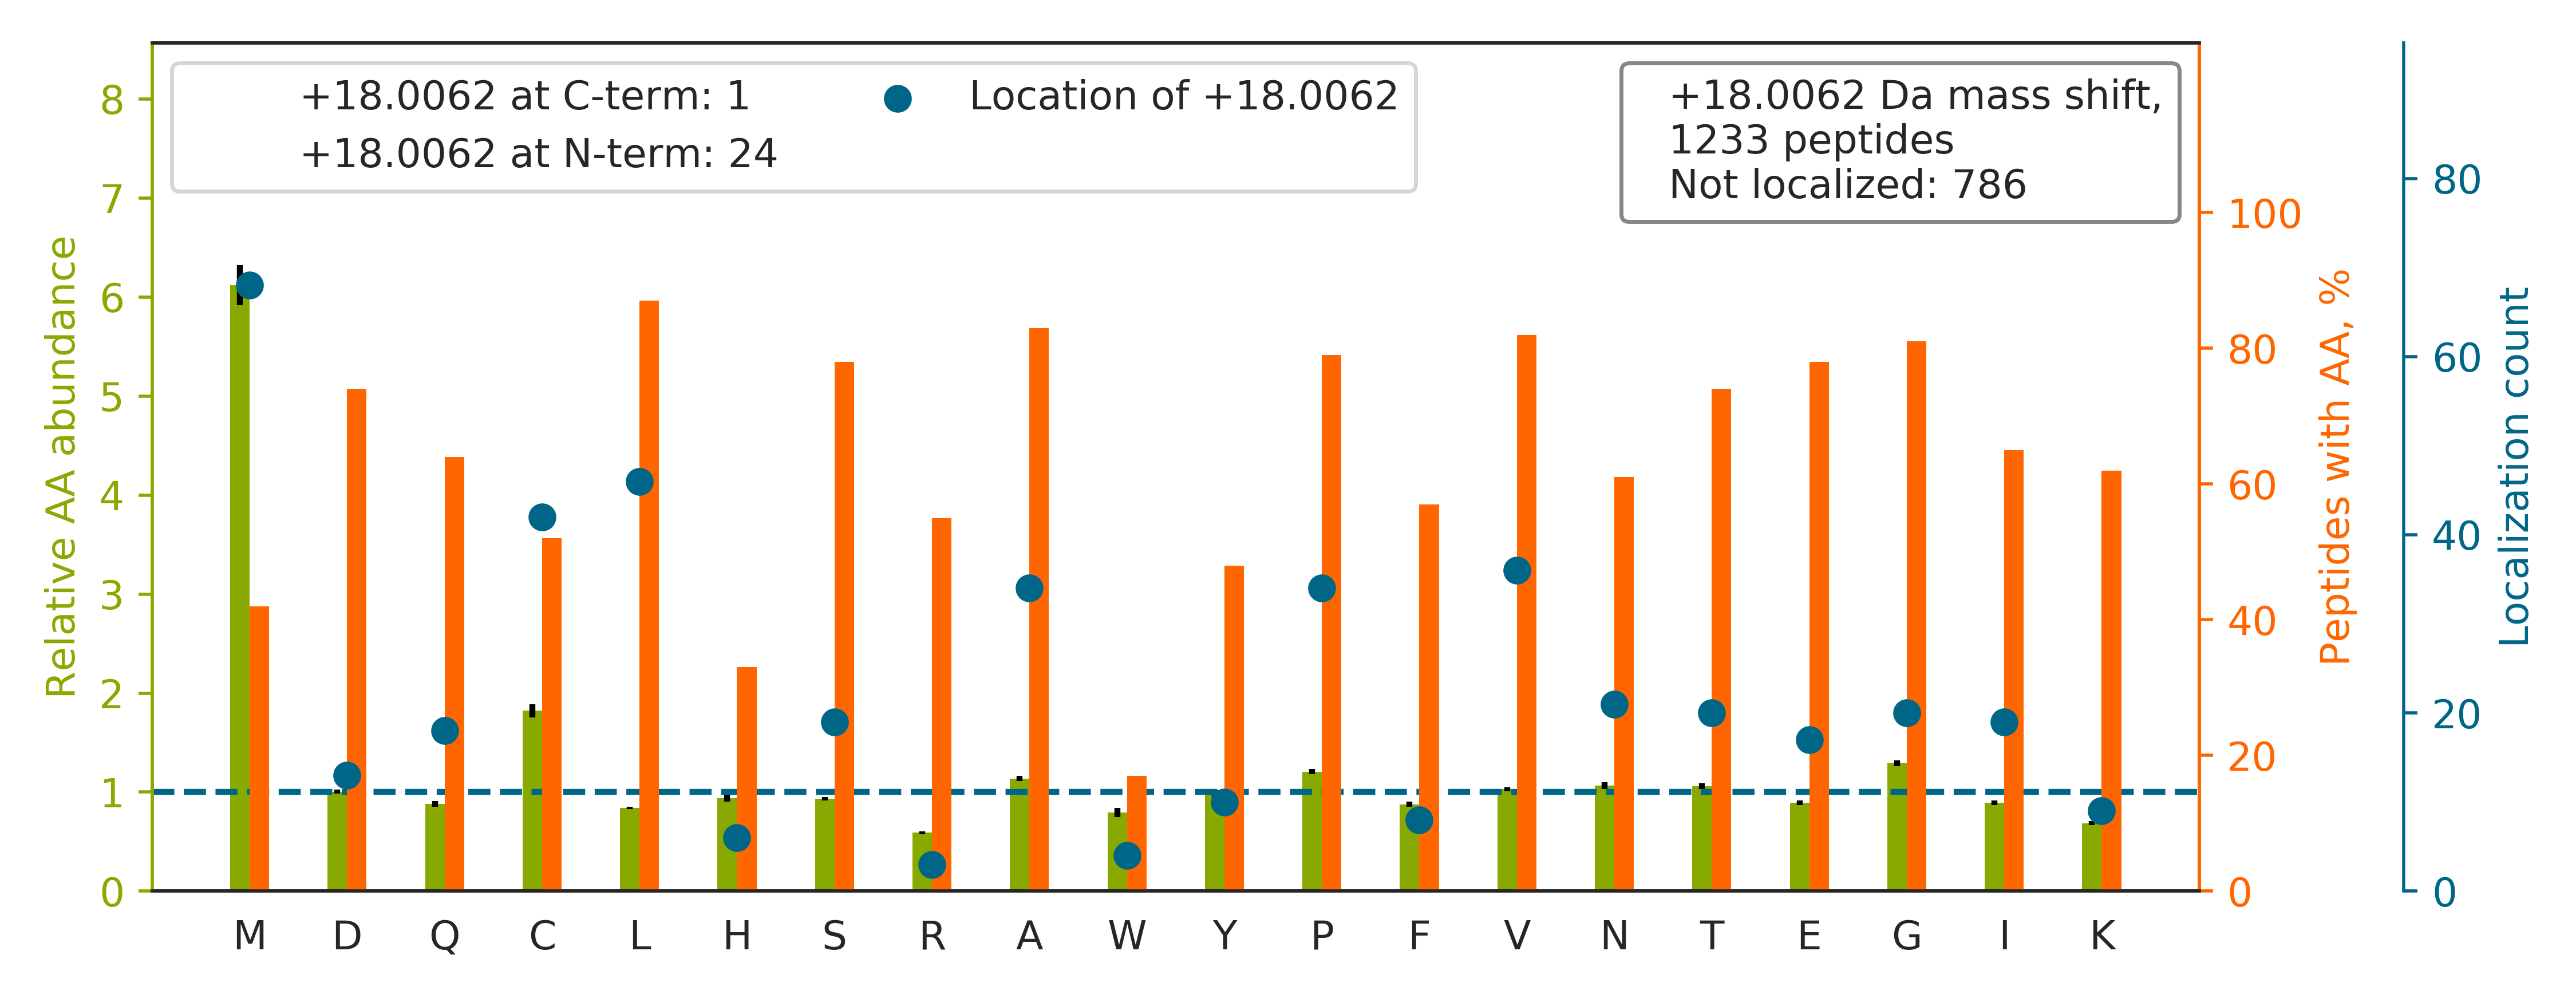 +18.0062 at C-term: 1
+18.0062 at N-term: 24
Location of +18.0062
+18.0062 Da mass shift,
1233 peptides
Not localized: 786
Relative AA abundance
8
7
6
5
4
3
2
1
0
M D Q C L H S R A W Y P F V N T E G I K
100
80
60
40
20
0
Peptides with AA, %
80
60
40
20
0
Localization count